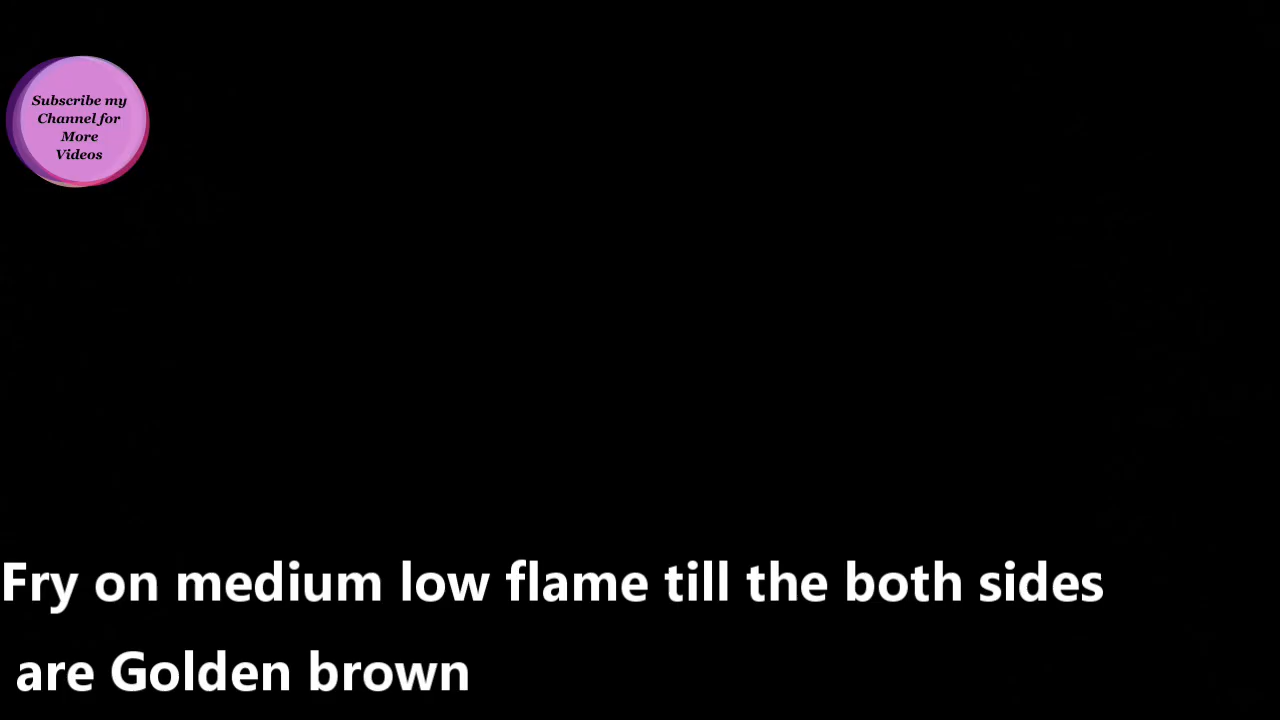 Subscribe my
Channel for
More
Videos
Fry on medium low flame till the both sides
are Golden brown